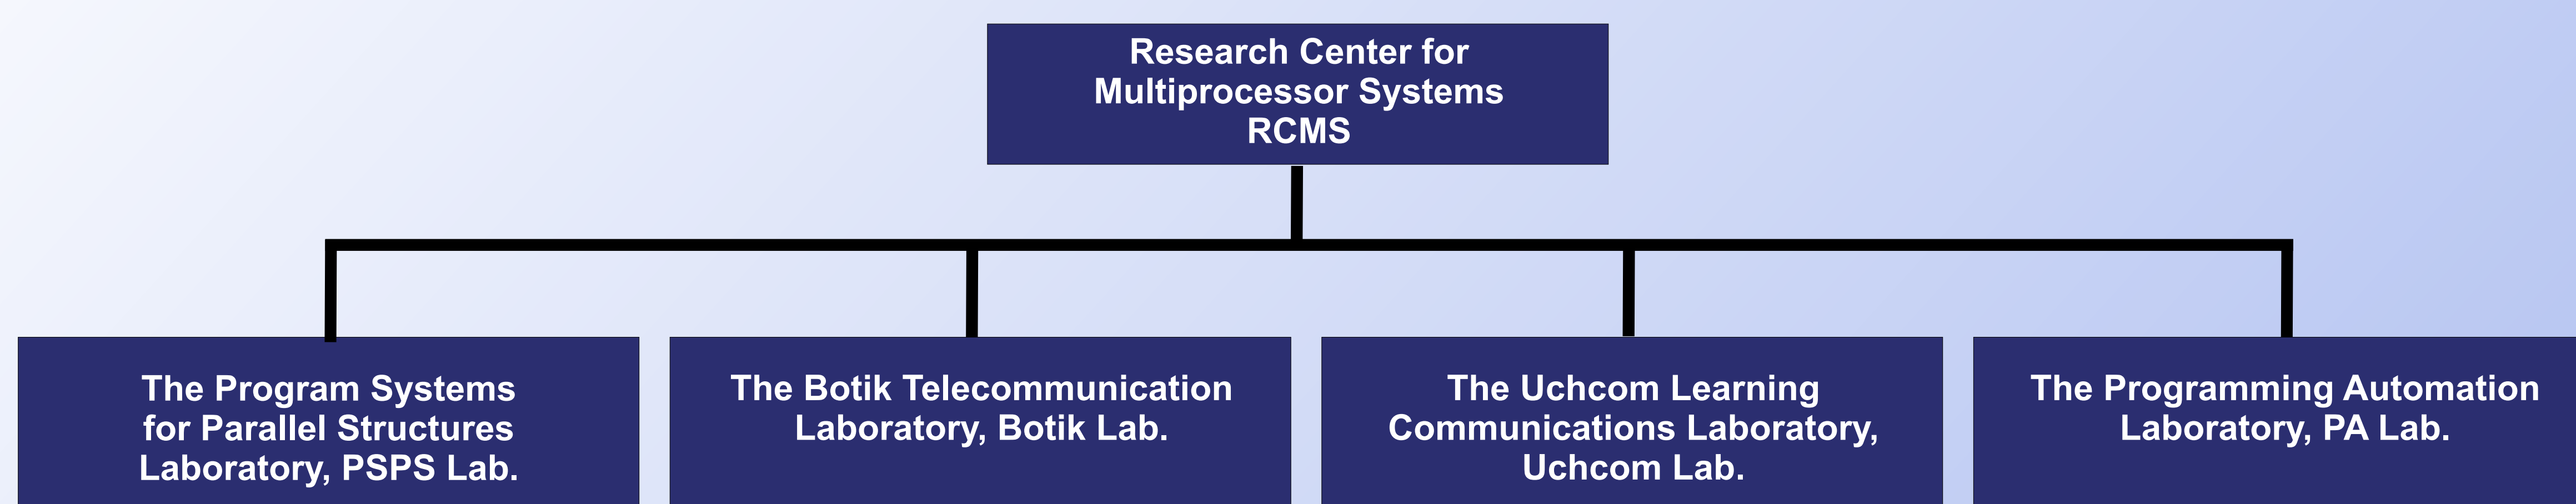 Research Center for
Multiprocessor Systems
RCMS
The Program Systems
for Parallel Structures
Laboratory, PSPS Lab.
The Botik Telecommunication
Laboratory, Botik Lab.
The Uchcom Learning
Communications Laboratory,
Uchcom Lab.
The Programming Automation
Laboratory, PA Lab.